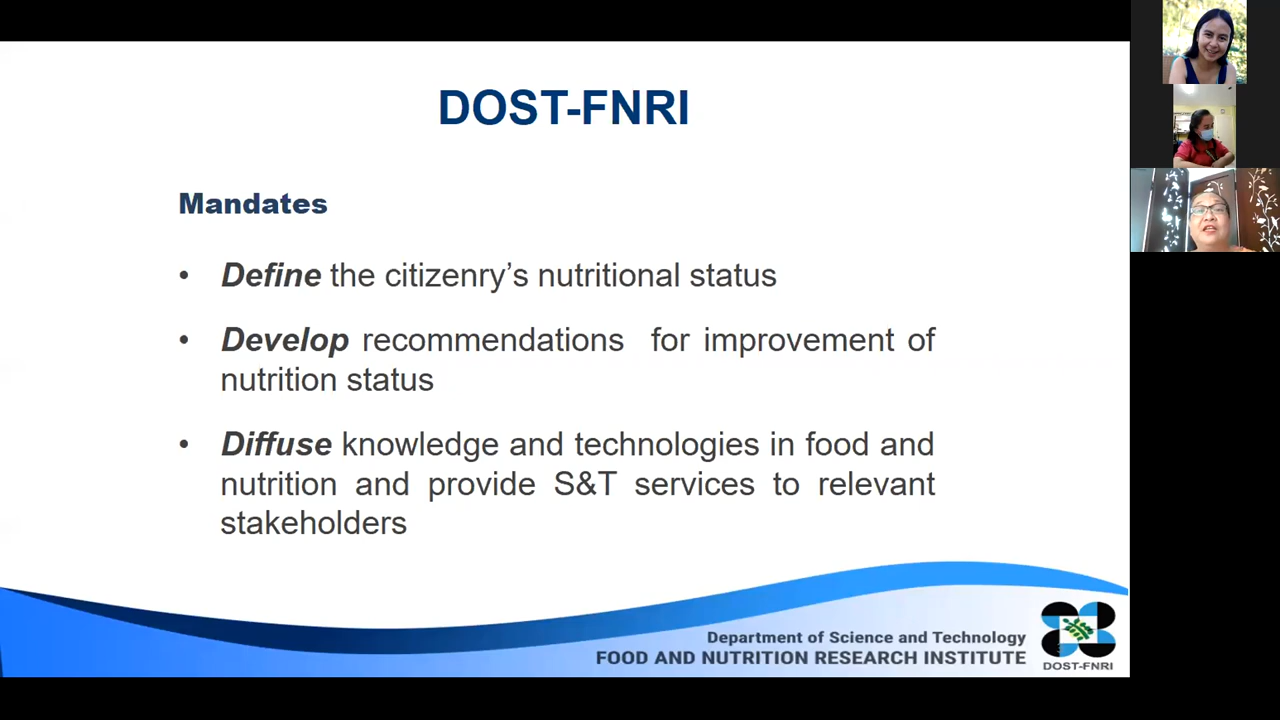 DOST-FNRI
Mandates
• Define the citizenry’s nutritional status
• Develop recommendations for improvement of
nutrition status
• Diffuse knowledge and technologies in food and
nutrition and provide S&T services to relevant
stakeholders
Department of Science and Technology
FOOD AND NUTRITION RESEARCH INSTITUTE
DOST-FNRI